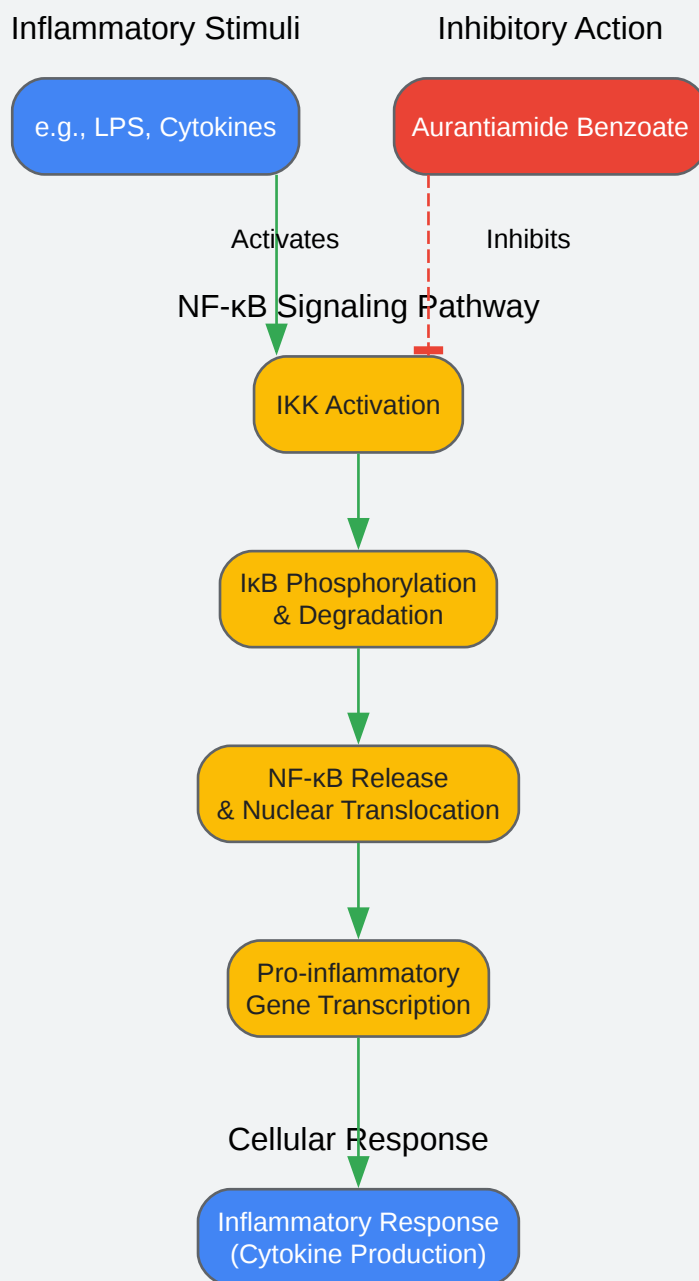 Inflammatory Stimuli
Inhibitory Action
e.g., LPS, Cytokines
Aurantiamide Benzoate
Activates
Inhibits
NF-κB Signaling Pathway
IKK Activation
IκB Phosphorylation
& Degradation
NF-κB Release
& Nuclear Translocation
Pro-inflammatory
Gene Transcription
Cellular Response
Inflammatory Response
(Cytokine Production)